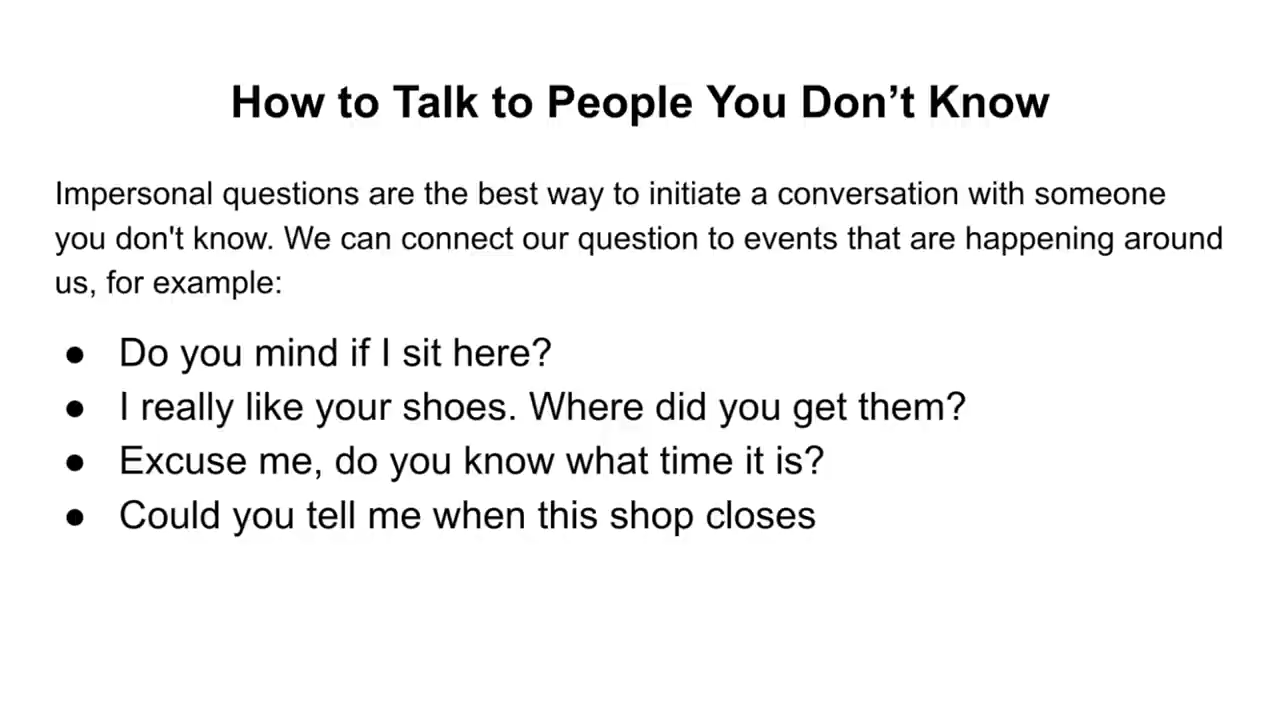 How to Talk to People You Don’t Know
Impersonal questions are the best way to initiate a conversation with someone
you don't know. We can connect our question to events that are happening around
us, for example:
● Do you mind if I sit here?
● I really like your shoes. Where did you get them?
● Excuse me, do you know what time it is?
● Could you tell me when this shop closes